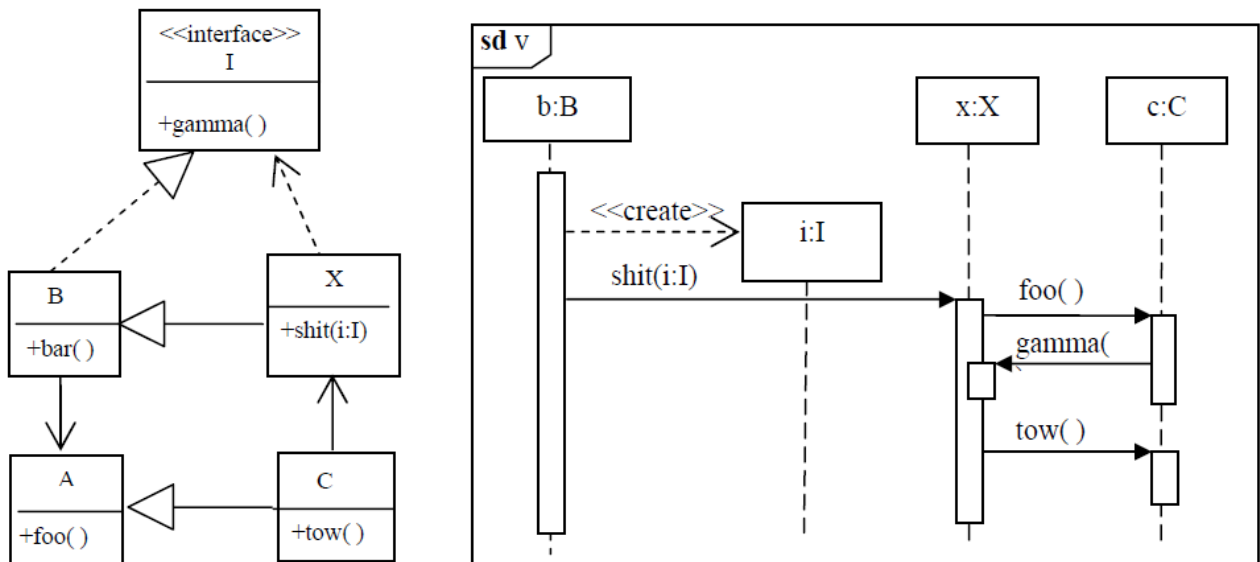 <<interface>>
I
+gamma( )
B
+bar( )
X
+shit(i:I)
A
+foo( )
C
+tow( )
sd v
b:B
x:X
c:C
<<create>>
i:I
shit(i:I)
foo( )
gamma(
tow( )